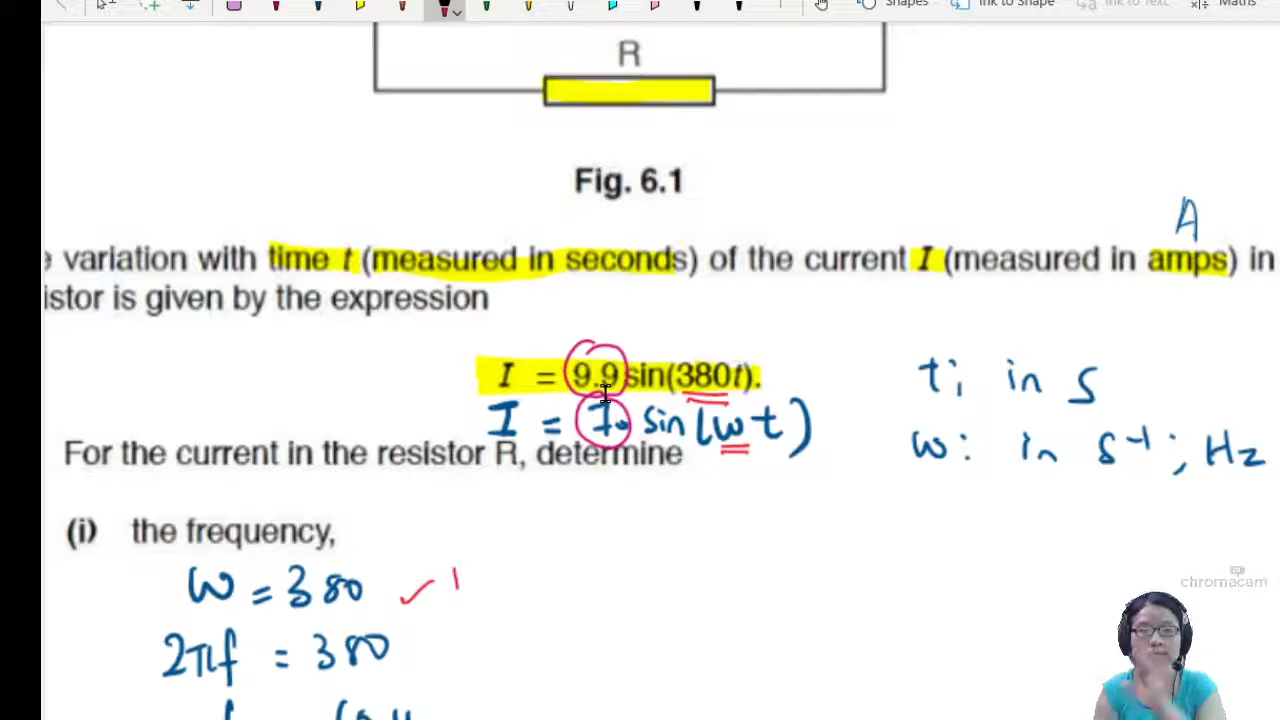 Shapes Ink to Shape Ink to Text Maths
R
Fig. 6.1
A
variation with time t (measured in seconds) of the current I (measured in amps) in
istor is given by the expression
I = 9.9 sin(380t).
t: in s
I = I₀ sin(ωt)
ω: in s⁻¹; Hz
For the current in the resistor R, determine
(i) the frequency,
ω = 380 ✓ 1
2πf = 380
chromacam